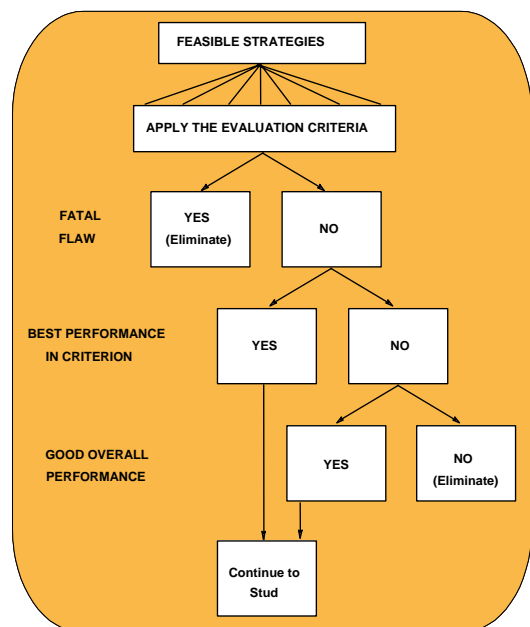 FEASIBLE STRATEGIES
APPLY THE EVALUATION CRITERIA
FATAL
FLAW
YES
(Eliminate)
NO
BEST PERFORMANCE
IN CRITERION
YES
NO
GOOD OVERALL
PERFORMANCE
YES
NO
(Eliminate)
Continue to
Stud